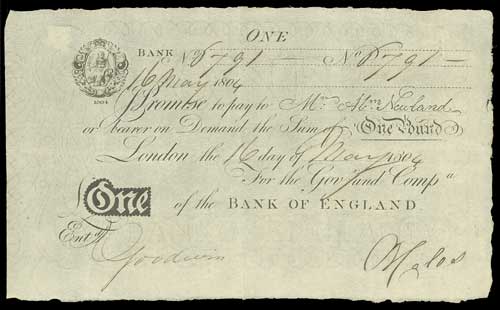 ONE
BANK No 8791 — No 8791 —
16 May 1804
1804
Promise to pay to Mr. Abm. Newland
or bearer on Demand the Sum of One Pound
London the 16 day of May 1804
For the Govr. and Compa.
£ One of the BANK OF ENGLAND
Entd.
Goodwin